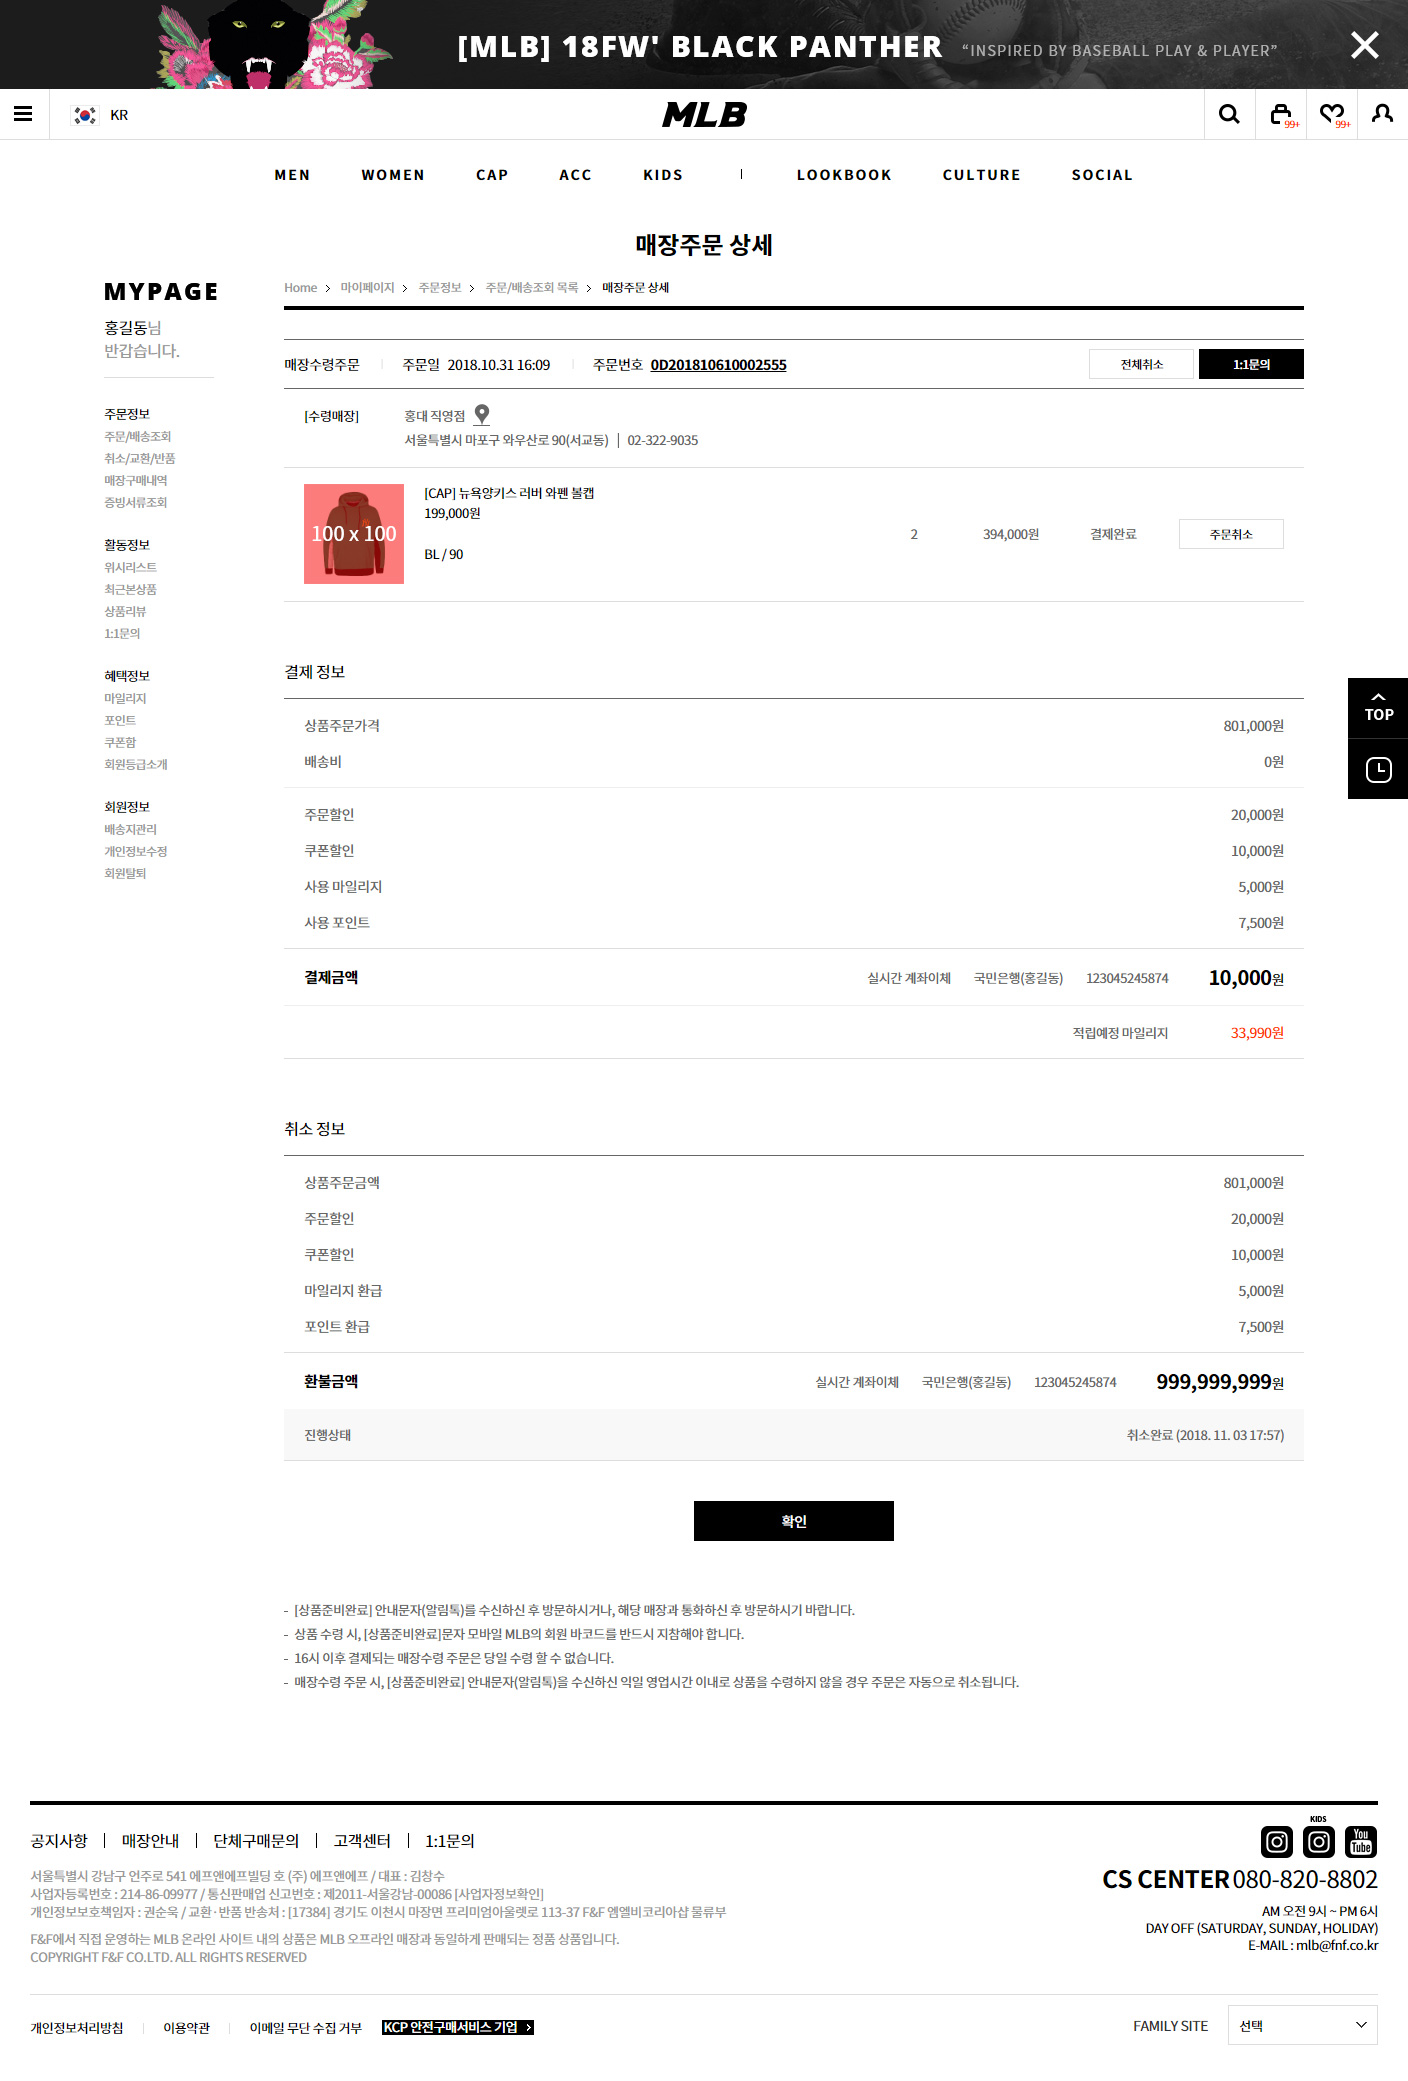 [MLB] 18FW' BLACK PANTHER “INSPIRED BY BASEBALL PLAY & PLAYER”
KR
MLB
99+
99+
MEN WOMEN CAP ACC KIDS LOOKBOOK CULTURE SOCIAL
매장주문 상세
MYPAGE
홍길동님
반갑습니다.
주문정보
주문/배송조회
취소/교환/반품
매장구매내역
증빙서류조회
활동정보
위시리스트
최근본상품
상품리뷰
1:1문의
혜택정보
마일리지
포인트
쿠폰함
회원등급소개
회원정보
배송지관리
개인정보수정
회원탈퇴
Home > 마이페이지 > 주문정보 > 주문/배송조회 목록 > 매장주문 상세
매장수령주문 주문일 2018.10.31 16:09 주문번호 0D201810610002555 전체취소 1:1문의
[수령매장] 홍대 직영점
서울특별시 마포구 와우산로 90(서교동) | 02-322-9035
100 x 100
[CAP] 뉴욕양키스 러버 와펜 볼캡
199,000원
BL / 90
2 394,000원 결제완료 주문취소
결제 정보
상품주문가격 801,000원
배송비 0원
주문할인 20,000원
쿠폰할인 10,000원
사용 마일리지 5,000원
사용 포인트 7,500원
결제금액 실시간 계좌이체 국민은행(홍길동) 123045245874 10,000원
적립예정 마일리지 33,990원
TOP
취소 정보
상품주문금액 801,000원
주문할인 20,000원
쿠폰할인 10,000원
마일리지 환급 5,000원
포인트 환급 7,500원
환불금액 실시간 계좌이체 국민은행(홍길동) 123045245874 999,999,999원
진행상태 취소완료 (2018. 11. 03 17:57)
확인
- [상품준비완료] 안내문자(알림톡)를 수신하신 후 방문하시거나, 해당 매장과 통화하신 후 방문하시기 바랍니다.
- 상품 수령 시, [상품준비완료]문자 모바일 MLB의 회원 바코드를 반드시 지참해야 합니다.
- 16시 이후 결제되는 매장수령 주문은 당일 수령 할 수 없습니다.
- 매장수령 주문 시, [상품준비완료] 안내문자(알림톡)을 수신하신 익일 영업시간 이내로 상품을 수령하지 않을 경우 주문은 자동으로 취소됩니다.
공지사항 | 매장안내 | 단체구매문의 | 고객센터 | 1:1문의
서울특별시 강남구 언주로 541 에프앤에프빌딩 호 (주) 에프앤에프 / 대표 : 김창수
사업자등록번호 : 214-86-09977 / 통신판매업 신고번호 : 제2011-서울강남-00086 [사업자정보확인]
개인정보보호책임자 : 권순욱 / 교환 · 반품 반송처 : [17384] 경기도 이천시 마장면 프리미엄아울렛로 113-37 F&F 엠엘비코리아샵 물류부
F&F에서 직접 운영하는 MLB 온라인 사이트 내의 상품은 MLB 오프라인 매장과 동일하게 판매되는 정품 상품입니다.
COPYRIGHT F&F CO.LTD. ALL RIGHTS RESERVED
KIDS
You Tube
CS CENTER 080-820-8802
AM 오전 9시 ~ PM 6시
DAY OFF (SATURDAY, SUNDAY, HOLIDAY)
E-MAIL : mlb@fnf.co.kr
개인정보처리방침 이용약관 이메일 무단 수집 거부 KCP 안전구매서비스 기업 >
FAMILY SITE 선택